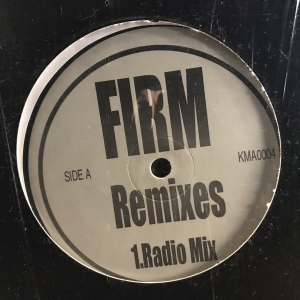 FIRM
SIDE A
KMA0004
Remixes
1.Radio Mix